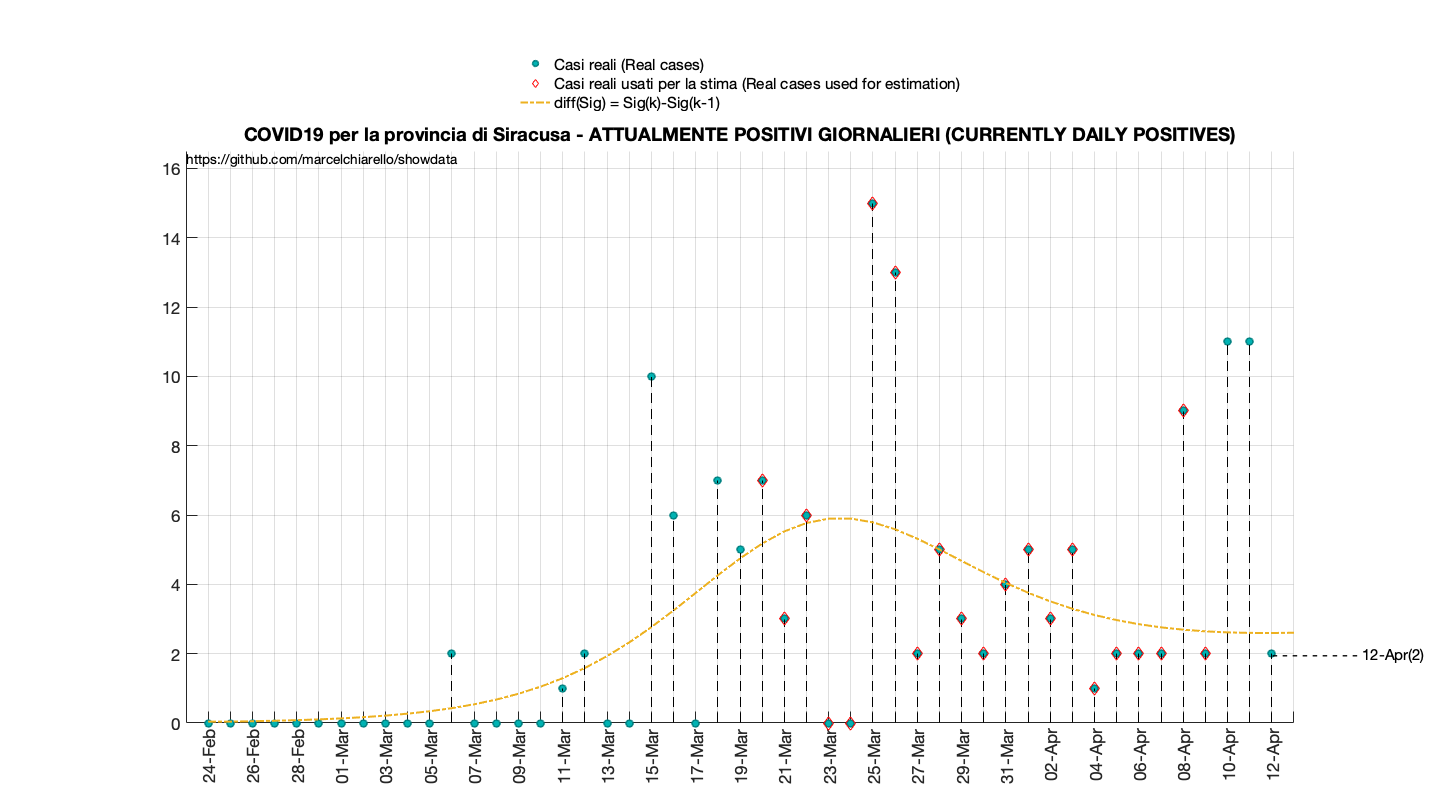 Casi reali (Real cases)
Casi reali usati per la stima (Real cases used for estimation)
diff(Sig) = Sig(k)-Sig(k-1)
COVID19 per la provincia di Siracusa - ATTUALMENTE POSITIVI GIORNALIERI (CURRENTLY DAILY POSITIVES)
https://github.com/marcelchiarello/showdata
16
14
12
10
8
6
4
2
0
12-Apr(2)
24-Feb
26-Feb
28-Feb
01-Mar
03-Mar
05-Mar
07-Mar
09-Mar
11-Mar
13-Mar
15-Mar
17-Mar
19-Mar
21-Mar
23-Mar
25-Mar
27-Mar
29-Mar
31-Mar
02-Apr
04-Apr
06-Apr
08-Apr
10-Apr
12-Apr